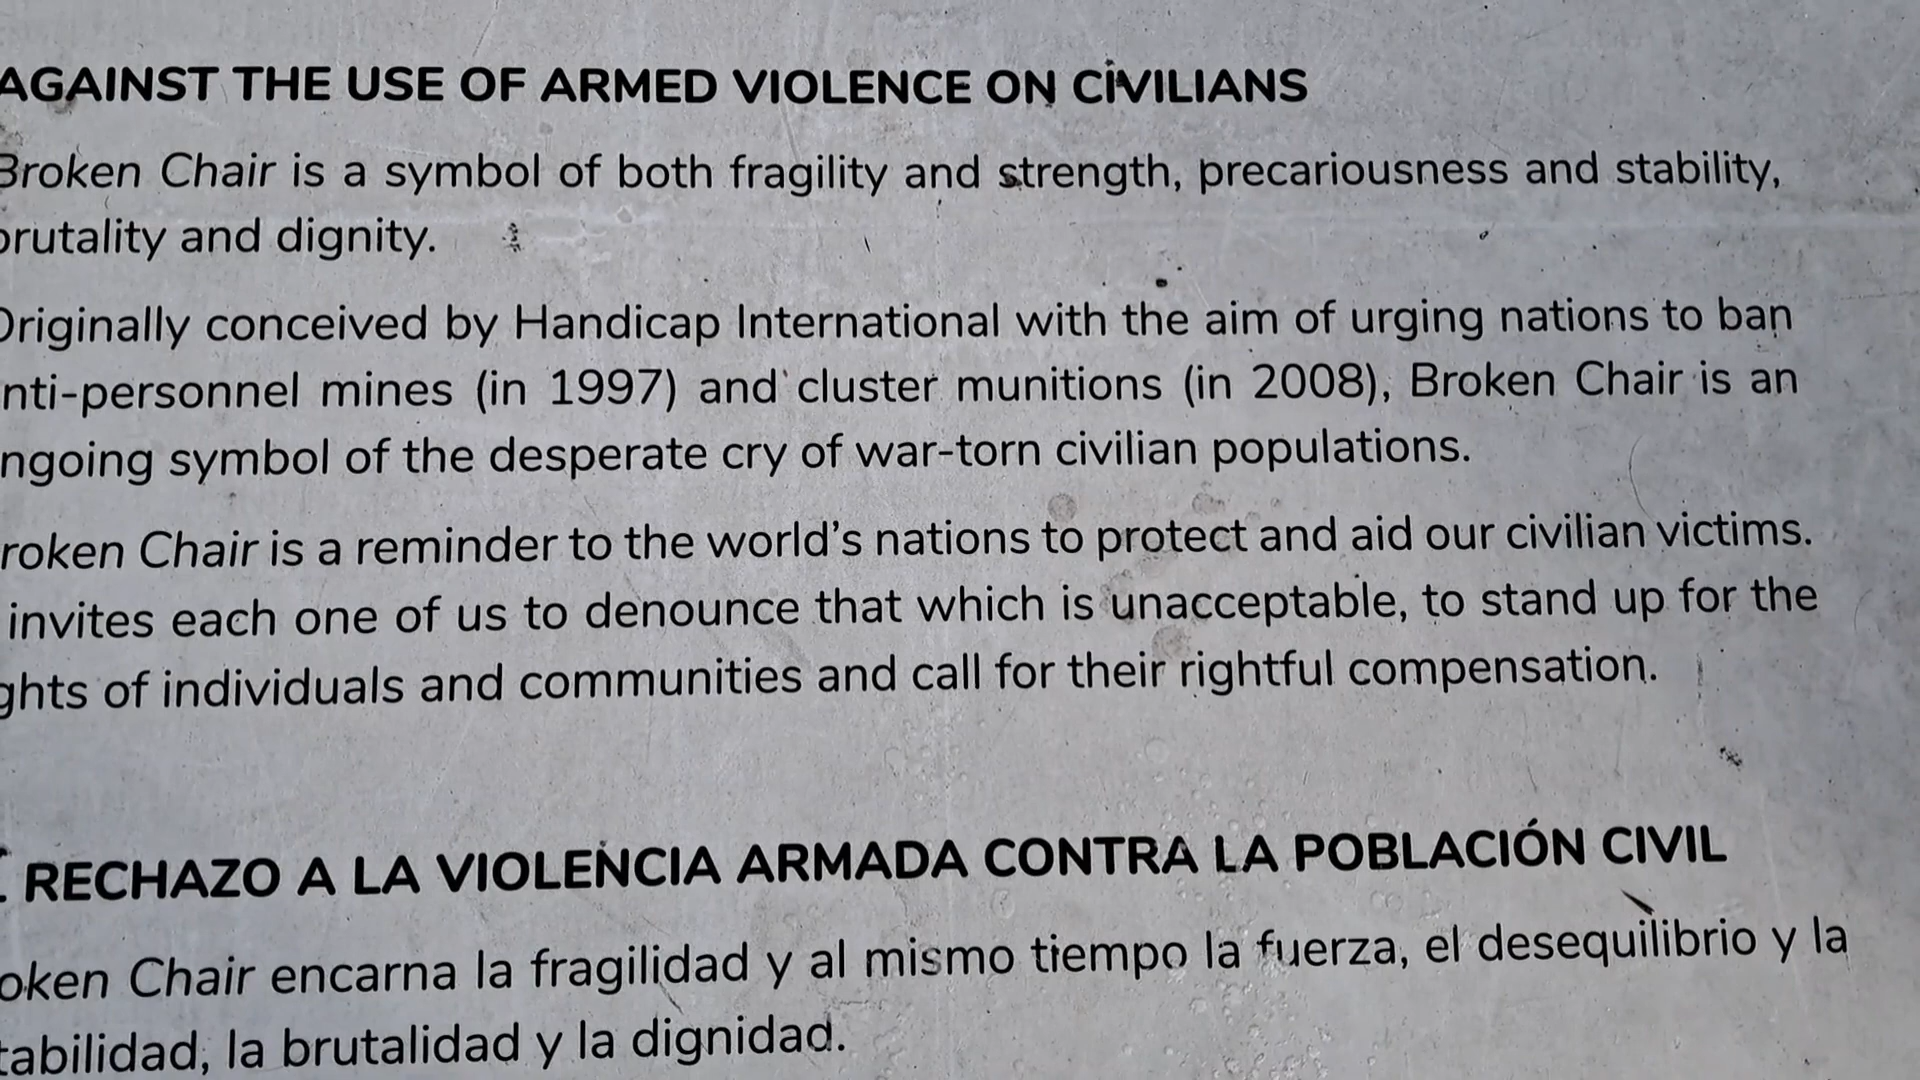 AGAINST THE USE OF ARMED VIOLENCE ON CIVILIANS
Broken Chair is a symbol of both fragility and strength, precariousness and stability,
brutality and dignity.
Originally conceived by Handicap International with the aim of urging nations to ban
nti-personnel mines (in 1997) and cluster munitions (in 2008), Broken Chair is an
ngoing symbol of the desperate cry of war-torn civilian populations.
roken Chair is a reminder to the world's nations to protect and aid our civilian victims.
invites each one of us to denounce that which is unacceptable, to stand up for the
ghts of individuals and communities and call for their rightful compensation.
RECHAZO A LA VIOLENCIA ARMADA CONTRA LA POBLACIÓN CIVIL
oken Chair encarna la fragilidad y al mismo tiempo la fuerza, el desequilibrio y la
tabilidad, la brutalidad y la dignidad.